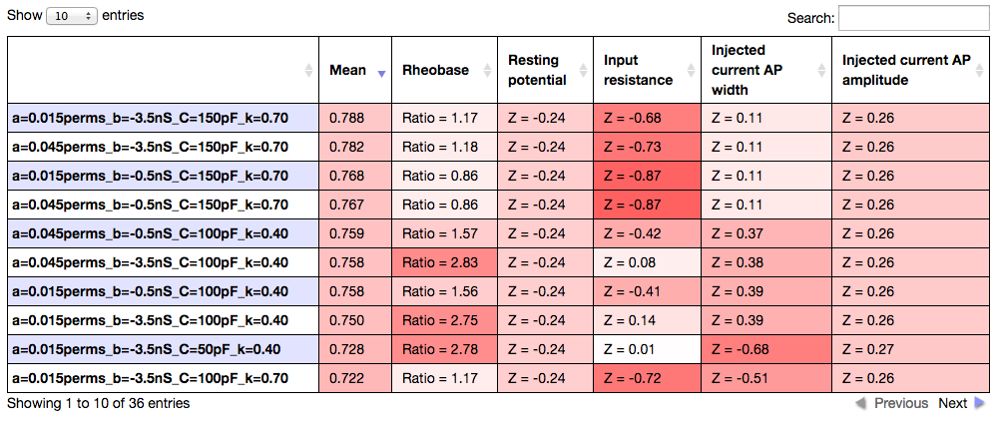 Show 10 entries
Search:
Mean Rheobase Resting potential Input resistance Injected current AP width Injected current AP amplitude
a=0.015perms_b=-3.5nS_C=150pF_k=0.70 0.788 Ratio = 1.17 Z = -0.24 Z = -0.68 Z = 0.11 Z = 0.26
a=0.045perms_b=-3.5nS_C=150pF_k=0.70 0.782 Ratio = 1.18 Z = -0.24 Z = -0.73 Z = 0.11 Z = 0.26
a=0.015perms_b=-0.5nS_C=150pF_k=0.70 0.768 Ratio = 0.86 Z = -0.24 Z = -0.87 Z = 0.11 Z = 0.26
a=0.045perms_b=-0.5nS_C=150pF_k=0.70 0.767 Ratio = 0.86 Z = -0.24 Z = -0.87 Z = 0.11 Z = 0.26
a=0.045perms_b=-0.5nS_C=100pF_k=0.40 0.759 Ratio = 1.57 Z = -0.24 Z = -0.42 Z = 0.37 Z = 0.26
a=0.045perms_b=-3.5nS_C=100pF_k=0.40 0.758 Ratio = 2.83 Z = -0.24 Z = 0.08 Z = 0.38 Z = 0.26
a=0.015perms_b=-0.5nS_C=100pF_k=0.40 0.758 Ratio = 1.56 Z = -0.24 Z = -0.41 Z = 0.39 Z = 0.26
a=0.015perms_b=-3.5nS_C=100pF_k=0.40 0.750 Ratio = 2.75 Z = -0.24 Z = 0.14 Z = 0.39 Z = 0.26
a=0.015perms_b=-3.5nS_C=50pF_k=0.40 0.728 Ratio = 2.78 Z = -0.24 Z = 0.01 Z = -0.68 Z = 0.27
a=0.015perms_b=-3.5nS_C=100pF_k=0.70 0.722 Ratio = 1.17 Z = -0.24 Z = -0.72 Z = -0.51 Z = 0.26
Showing 1 to 10 of 36 entries
Previous Next